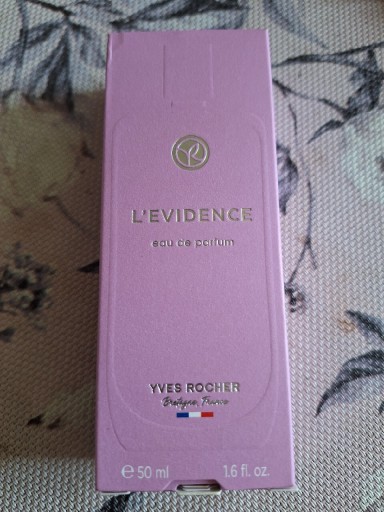 L'EVIDENCE
eau de parfum
YVES ROCHER
Bretagne, France
℮ 50 ml 1.6 fl. oz.